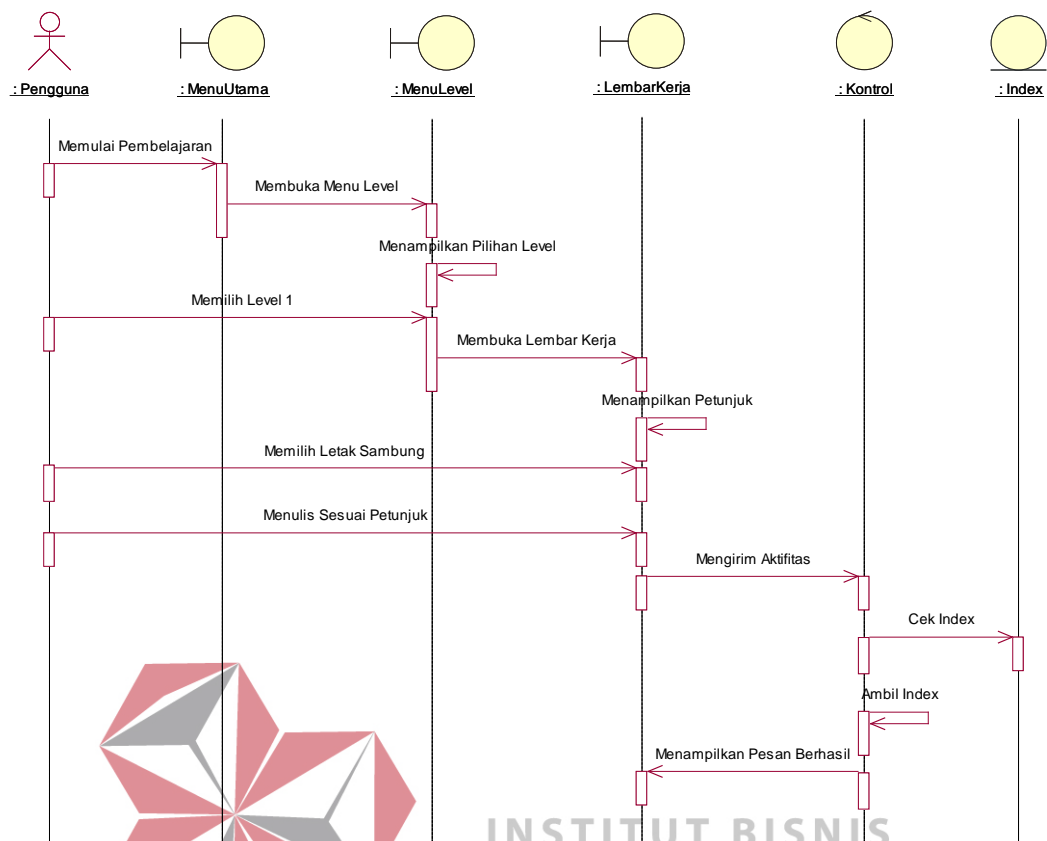 : Pengguna
: MenuUtama
: MenuLevel
: LembarKerja
: Kontrol
: Index
Memulai Pembelajaran
Membuka Menu Level
Menampilkan Pilihan Level
Memilih Level 1
Membuka Lembar Kerja
Menampilkan Petunjuk
Memilih Letak Sambung
Menulis Sesuai Petunjuk
Mengirim Aktifitas
Cek Index
Ambil Index
Menampilkan Pesan Berhasil
INSTITUT BISNIS